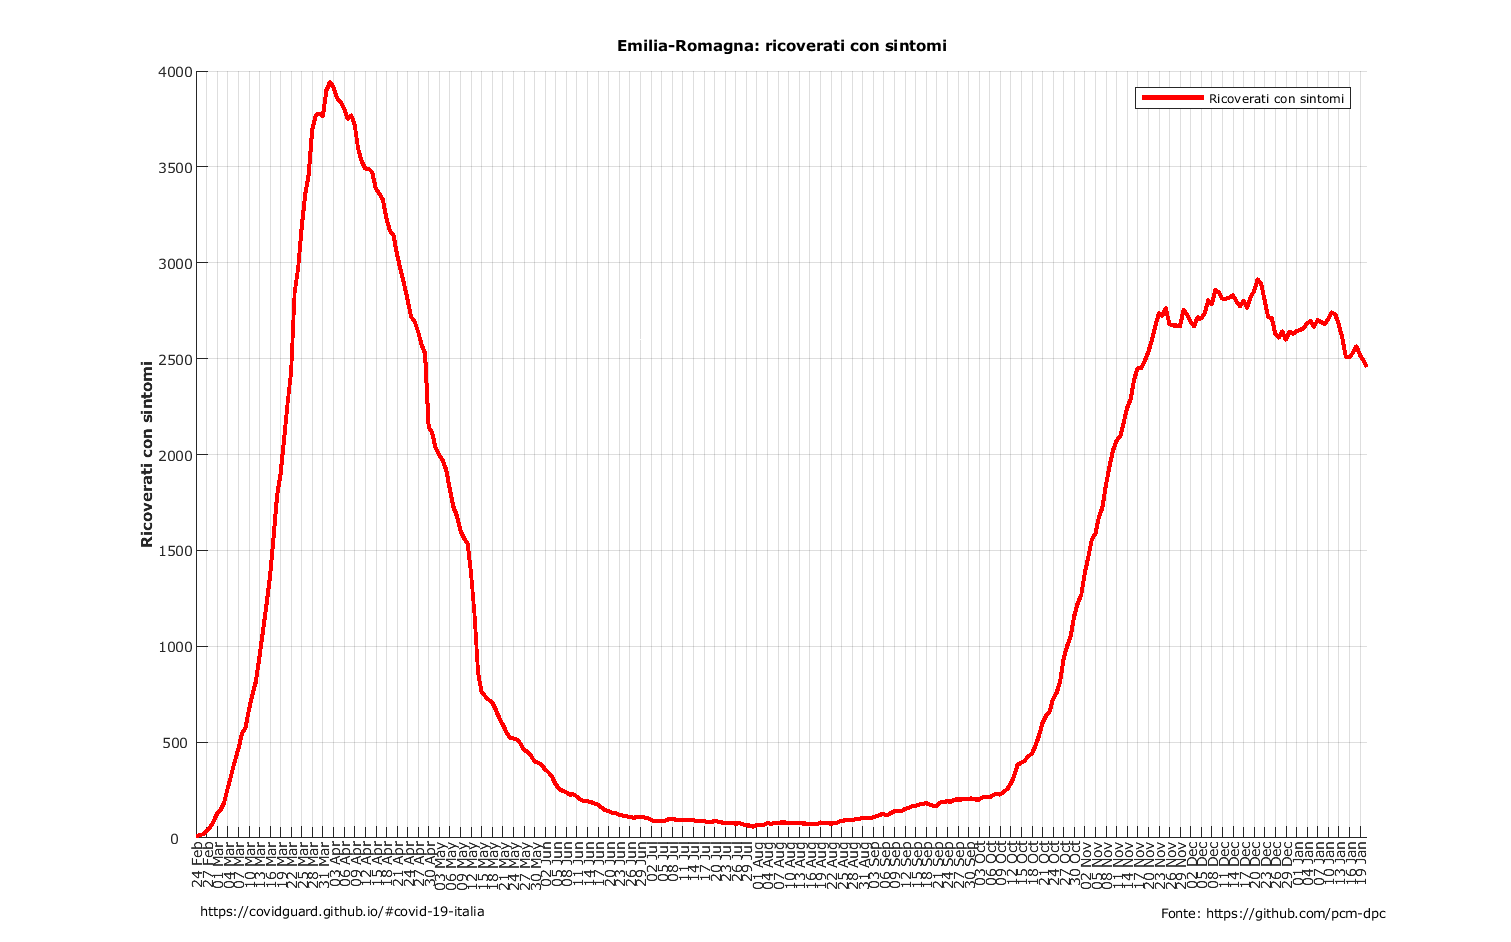 Emilia-Romagna: ricoverati con sintomi
Ricoverati con sintomi
Ricoverati con sintomi
4000
3500
3000
2500
2000
1500
1000
500
0
24 Feb
27 Feb
01 Mar
04 Mar
07 Mar
10 Mar
13 Mar
16 Mar
19 Mar
22 Mar
25 Mar
28 Mar
31 Mar
03 Apr
06 Apr
09 Apr
12 Apr
15 Apr
18 Apr
21 Apr
24 Apr
27 Apr
30 Apr
03 May
06 May
09 May
12 May
15 May
18 May
21 May
24 May
27 May
30 May
02 Jun
05 Jun
08 Jun
11 Jun
14 Jun
17 Jun
20 Jun
23 Jun
26 Jun
29 Jun
02 Jul
05 Jul
08 Jul
11 Jul
14 Jul
17 Jul
20 Jul
23 Jul
26 Jul
29 Jul
01 Aug
04 Aug
07 Aug
10 Aug
13 Aug
16 Aug
19 Aug
22 Aug
25 Aug
28 Aug
31 Aug
03 Sep
06 Sep
09 Sep
12 Sep
15 Sep
18 Sep
21 Sep
24 Sep
27 Sep
30 Sep
03 Oct
06 Oct
09 Oct
12 Oct
15 Oct
18 Oct
21 Oct
24 Oct
27 Oct
30 Oct
02 Nov
05 Nov
08 Nov
11 Nov
14 Nov
17 Nov
20 Nov
23 Nov
26 Nov
29 Nov
02 Dec
05 Dec
08 Dec
11 Dec
14 Dec
17 Dec
20 Dec
23 Dec
26 Dec
29 Dec
01 Jan
04 Jan
07 Jan
10 Jan
13 Jan
16 Jan
19 Jan
https://covidguard.github.io/#covid-19-italia
Fonte: https://github.com/pcm-dpc